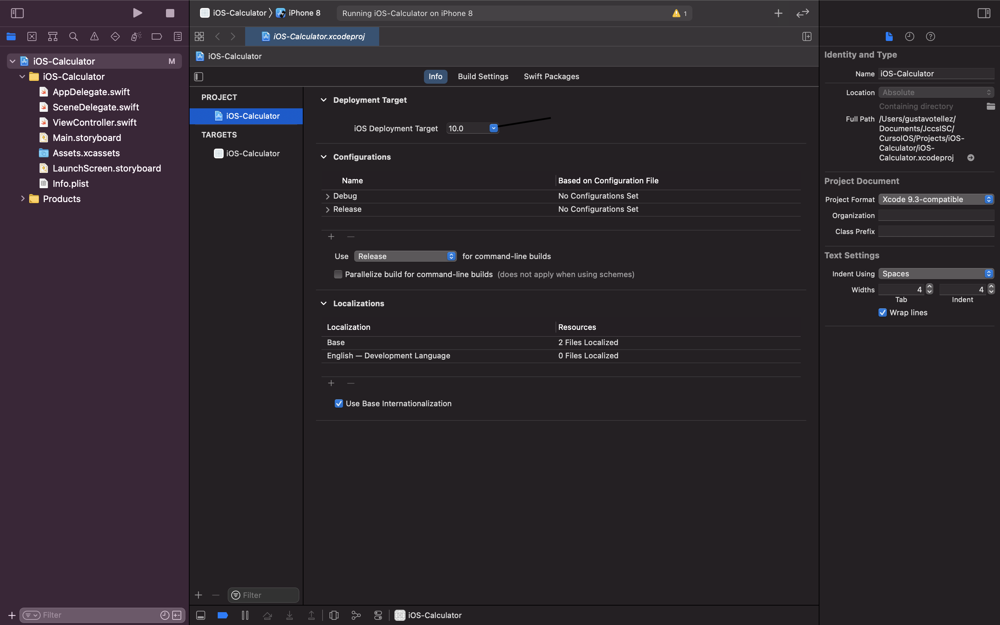 iOS-Calculator iPhone 8
Running iOS-Calculator on iPhone 8
1
iOS-Calculator.xcodeproj
iOS-Calculator
iOS-Calculator M
iOS-Calculator
AppDelegate.swift
SceneDelegate.swift
ViewController.swift
Main.storyboard
Assets.xcassets
LaunchScreen.storyboard
Info.plist
Products
Filter
Info Build Settings Swift Packages
PROJECT
iOS-Calculator
TARGETS
iOS-Calculator
Filter
Deployment Target
iOS Deployment Target 10.0
Configurations
Name Based on Configuration File
Debug No Configurations Set
Release No Configurations Set
Use Release for command-line builds
Parallelize build for command-line builds (does not apply when using schemes)
Localizations
Localization Resources
Base 2 Files Localized
English — Development Language 0 Files Localized
Use Base Internationalization
iOS-Calculator
Identity and Type
Name iOS-Calculator
Location Absolute
Containing directory
Full Path /Users/gustavotellez/
Documents/JccsISC/
CursoIOS/Projects/iOS-
Calculator/iOS-
Calculator.xcodeproj
Project Document
Project Format Xcode 9.3-compatible
Organization
Class Prefix
Text Settings
Indent Using Spaces
Widths 4 4
Tab Indent
Wrap lines